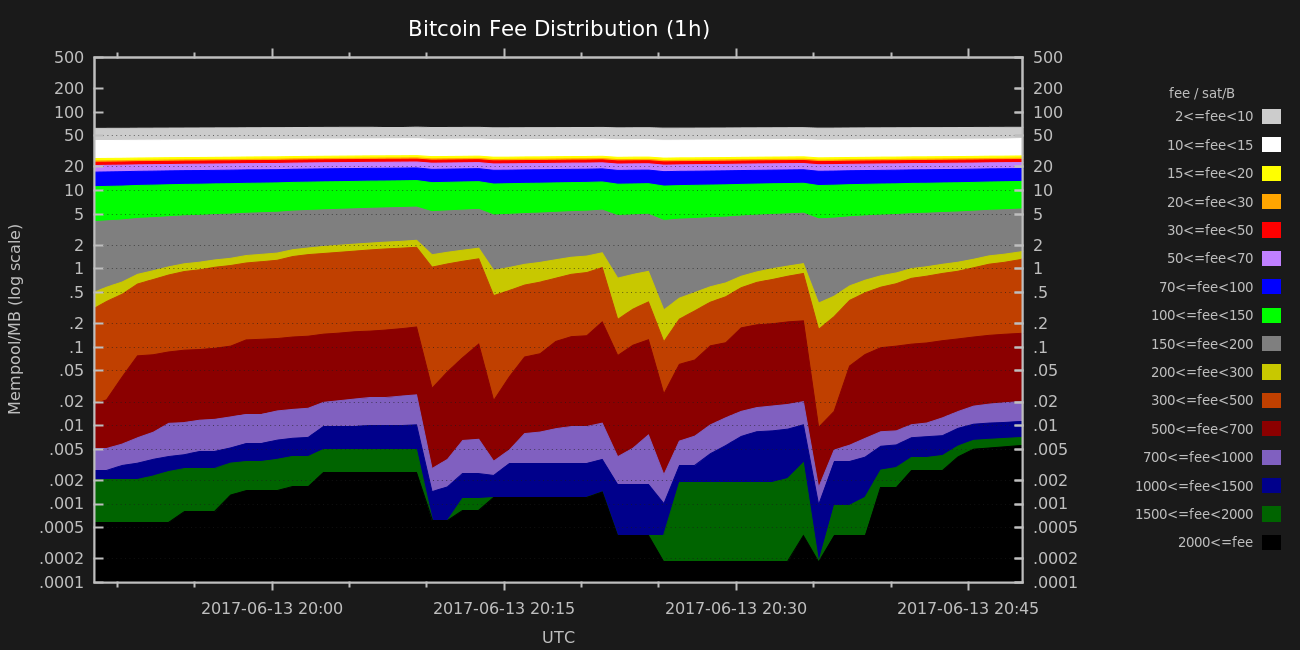 Bitcoin Fee Distribution (1h)
500
200
100
50
20
10
5
2
1
.5
.2
.1
.05
.02
.01
.005
.002
.001
.0005
.0002
.0001
Mempool/MB (log scale)
500
200
100
50
20
10
5
2
1
.5
.2
.1
.05
.02
.01
.005
.002
.001
.0005
.0002
.0001
2017-06-13 20:00
2017-06-13 20:15
2017-06-13 20:30
2017-06-13 20:45
UTC
fee / sat/B
2<=fee<10
10<=fee<15
15<=fee<20
20<=fee<30
30<=fee<50
50<=fee<70
70<=fee<100
100<=fee<150
150<=fee<200
200<=fee<300
300<=fee<500
500<=fee<700
700<=fee<1000
1000<=fee<1500
1500<=fee<2000
2000<=fee